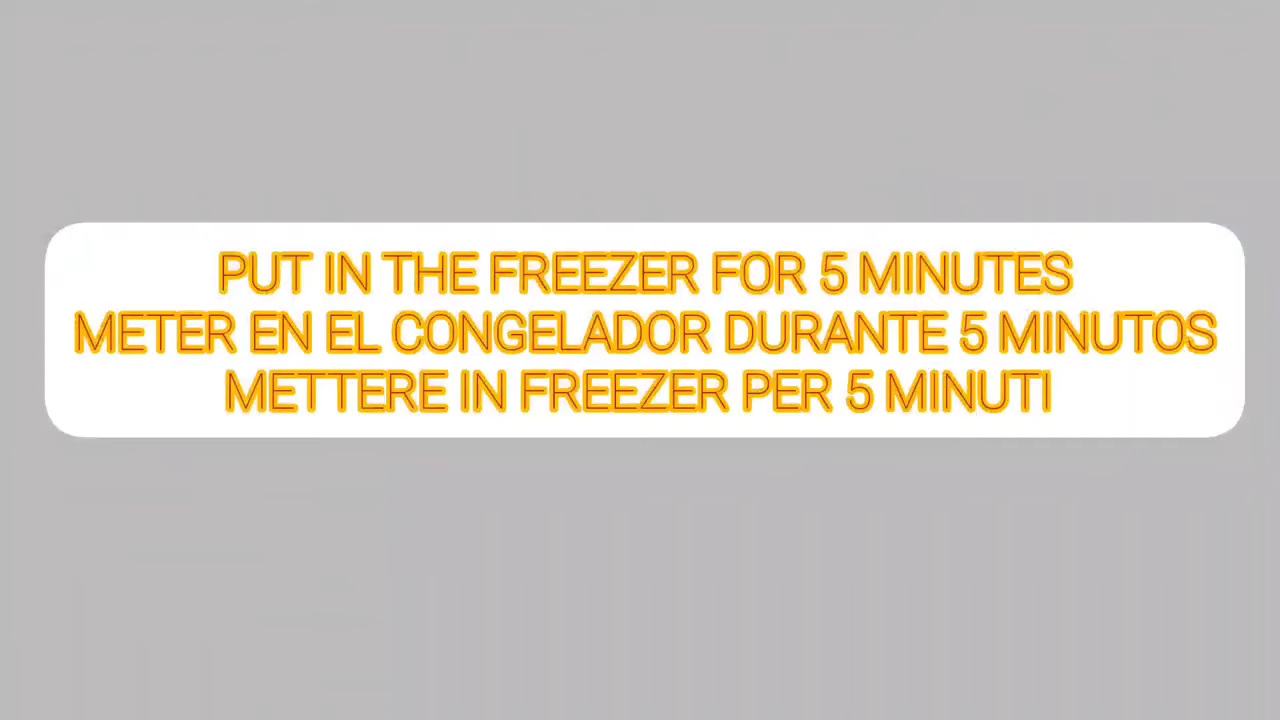 PUT IN THE FREEZER FOR 5 MINUTES
METER EN EL CONGELADOR DURANTE 5 MINUTOS
METTERE IN FREEZER PER 5 MINUTI